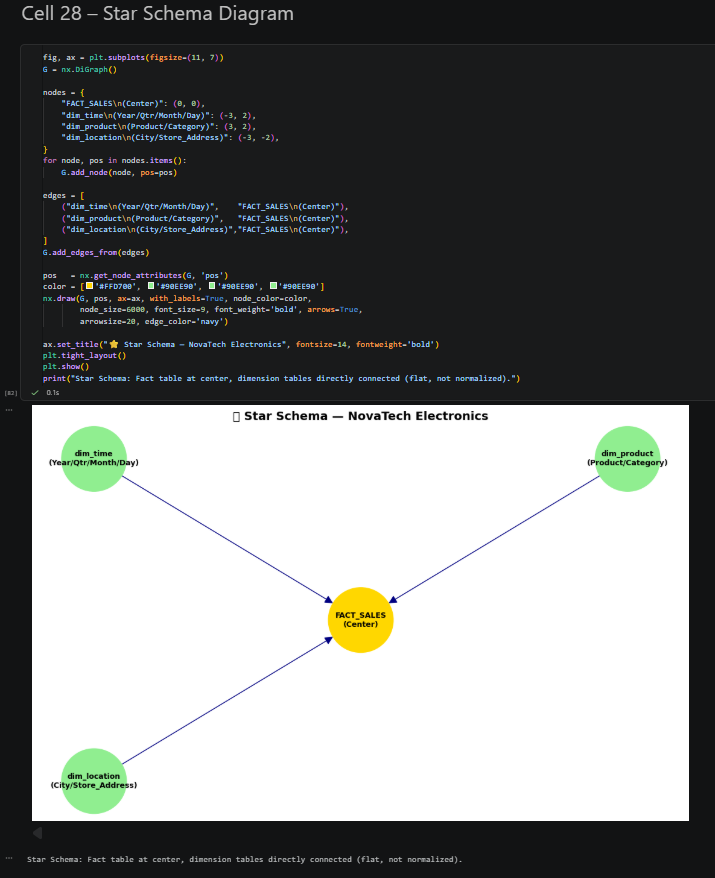 Cell 28 – Star Schema Diagram
fig, ax = plt.subplots(figsize=(11, 7))
G = nx.DiGraph()
nodes = {
    "FACT_SALES\n(Center)": (0, 0),
    "dim_time\n(Year/Qtr/Month/Day)": (-3, 2),
    "dim_product\n(Product/Category)": (3, 2),
    "dim_location\n(City/Store_Address)": (-3, -2),
}
for node, pos in nodes.items():
    G.add_node(node, pos=pos)
edges = [
    ("dim_time\n(Year/Qtr/Month/Day)",    "FACT_SALES\n(Center)"),
    ("dim_product\n(Product/Category)",   "FACT_SALES\n(Center)"),
    ("dim_location\n(City/Store_Address)","FACT_SALES\n(Center)"),
]
G.add_edges_from(edges)
pos   = nx.get_node_attributes(G, 'pos')
color = ['#FFD700', '#90EE90', '#90EE90', '#90EE90']
nx.draw(G, pos, ax=ax, with_labels=True, node_color=color,
        node_size=6000, font_size=9, font_weight='bold', arrows=True,
        arrowsize=20, edge_color='navy')
ax.set_title("⭐ Star Schema — NovaTech Electronics", fontsize=14, fontweight='bold')
plt.tight_layout()
plt.show()
print("Star Schema: Fact table at center, dimension tables directly connected (flat, not normalized).")
[83] ✓ 0.1s
▯ Star Schema — NovaTech Electronics
dim_time
(Year/Qtr/Month/Day)
dim_product
(Product/Category)
FACT_SALES
(Center)
dim_location
(City/Store_Address)
Star Schema: Fact table at center, dimension tables directly connected (flat, not normalized).